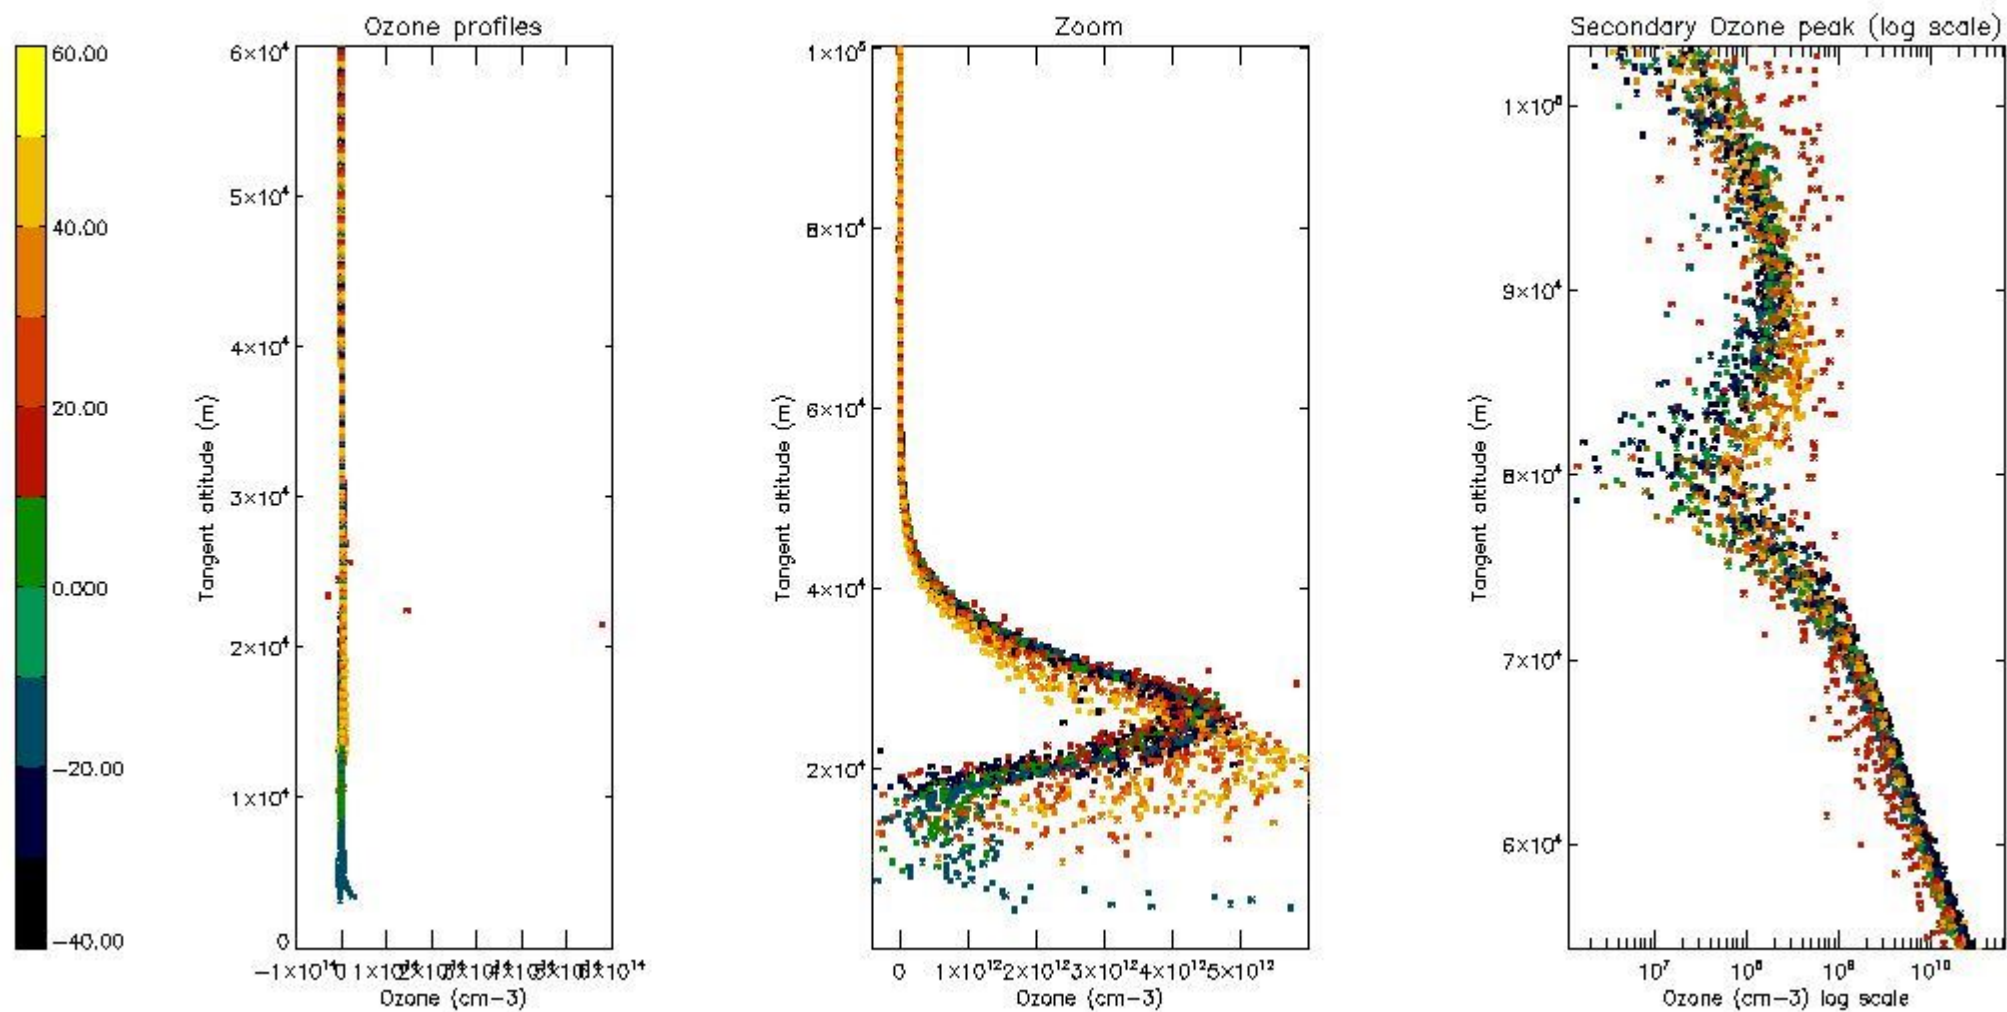 Ozone profiles
Zoom
Secondary Ozone peak (log scale)
60.00
40.00
20.00
0.000
−20.00
−40.00
6×10⁴
5×10⁴
4×10⁴
3×10⁴
2×10⁴
1×10⁴
0
Tangent altitude (m)
−1×10¹⁴
0
6×10¹⁴
Ozone (cm−3)
1×10⁵
8×10⁴
6×10⁴
4×10⁴
2×10⁴
Tangent altitude (m)
0 1×10¹² 2×10¹² 3×10¹² 4×10¹² 5×10¹²
Ozone (cm−3)
9×10⁴
8×10⁴
7×10⁴
6×10⁴
Tangent altitude (m)
10⁷ 10⁸ 10⁹ 10¹⁰
Ozone (cm−3) log scale